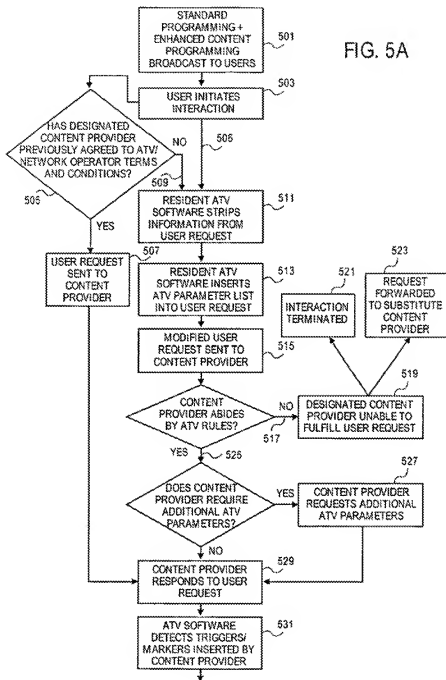 FIG. 5A
STANDARD
PROGRAMMING +
ENHANCED CONTENT
PROGRAMMING
BROADCAST TO USERS
501
503
USER INITIATES
INTERACTION
HAS DESIGNATED
CONTENT PROVIDER
PREVIOUSLY AGREED TO ATV/
NETWORK OPERATOR TERMS
AND CONDITIONS?
505
NO
509
506
YES
507
USER REQUEST
SENT TO
CONTENT
PROVIDER
511
RESIDENT ATV
SOFTWARE STRIPS
INFORMATION FROM
USER REQUEST
513
RESIDENT ATV
SOFTWARE INSERTS
ATV PARAMETER LIST
INTO USER REQUEST
515
MODIFIED USER
REQUEST SENT TO
CONTENT PROVIDER
CONTENT
PROVIDER ABIDES
BY ATV RULES?
NO
517
519
DESIGNATED CONTENT
PROVIDER UNABLE TO
FULFILL USER REQUEST
521
INTERACTION
TERMINATED
523
REQUEST
FORWARDED
TO SUBSTITUTE
CONTENT
PROVIDER
YES
525
DOES CONTENT
PROVIDER REQUIRE
ADDITIONAL ATV
PARAMETERS?
YES
527
CONTENT PROVIDER
REQUESTS ADDITIONAL
ATV PARAMETERS
NO
529
CONTENT PROVIDER
RESPONDS TO USER
REQUEST
531
ATV SOFTWARE
DETECTS TRIGGERS/
MARKERS INSERTED BY
CONTENT PROVIDER